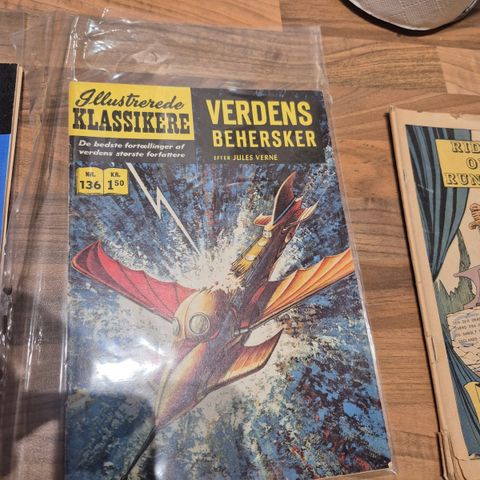 Illustrerede
KLASSIKERE
De bedste fortællinger af
verdens største forfattere
NR.
136
KR.
1.50
VERDENS
BEHERSKER
EFTER JULES VERNE
RID
O
RUN